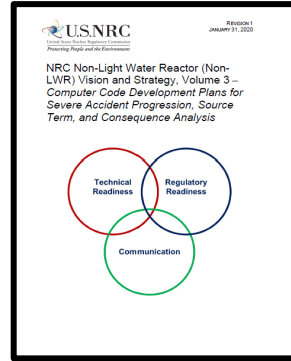 REVISION 1
JANUARY 31, 2020
U.S.NRC
United States Nuclear Regulatory Commission
Protecting People and the Environment
NRC Non-Light Water Reactor (Non-
LWR) Vision and Strategy, Volume 3 –
Computer Code Development Plans for
Severe Accident Progression, Source
Term, and Consequence Analysis
Technical
Readiness
Regulatory
Readiness
Communication